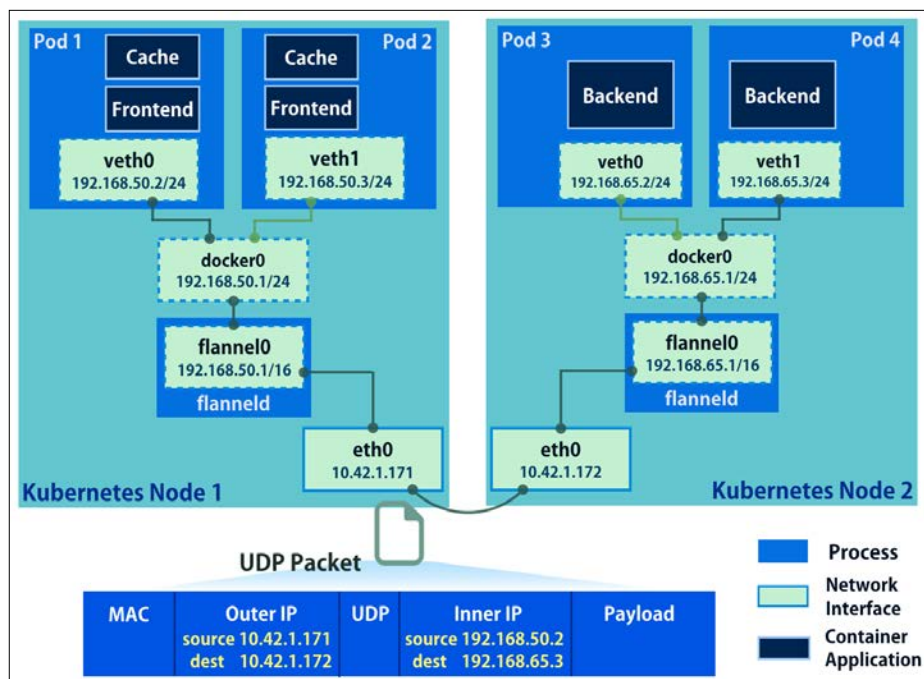 Pod 1
Cache
Frontend
veth0
192.168.50.2/24
Pod 2
Cache
Frontend
veth1
192.168.50.3/24
docker0
192.168.50.1/24
flannel0
192.168.50.1/16
flanneld
eth0
10.42.1.171
Kubernetes Node 1
Pod 3
Backend
veth0
192.168.65.2/24
Pod 4
Backend
veth1
192.168.65.3/24
docker0
192.168.65.1/24
flannel0
192.168.65.1/16
flanneld
eth0
10.42.1.172
Kubernetes Node 2
UDP Packet
MAC
Outer IP
source 10.42.1.171
dest 10.42.1.172
UDP
Inner IP
source 192.168.50.2
dest 192.168.65.3
Payload
Process
Network
Interface
Container
Application